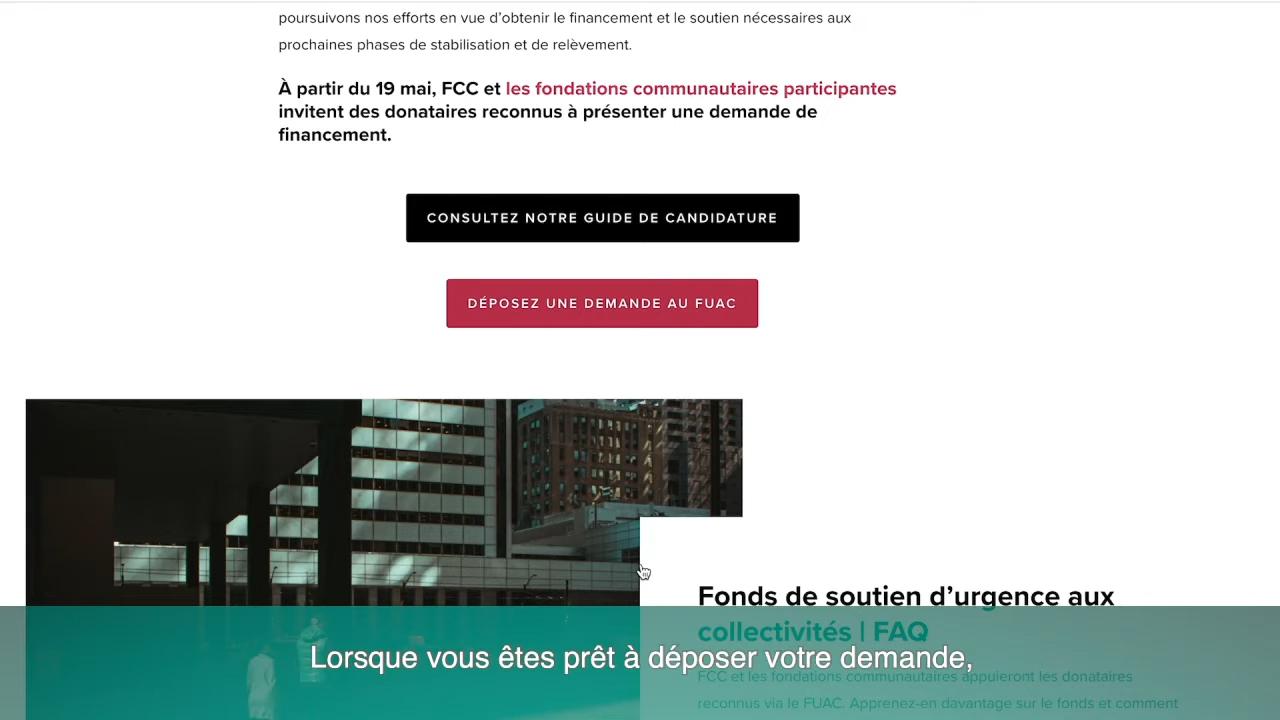 poursuivons nos efforts en vue d’obtenir le financement et le soutien nécessaires aux
prochaines phases de stabilisation et de relèvement.
À partir du 19 mai, FCC et les fondations communautaires participantes
invitent des donataires reconnus à présenter une demande de
financement.
CONSULTEZ NOTRE GUIDE DE CANDIDATURE
DÉPOSEZ UNE DEMANDE AU FUAC
Fonds de soutien d’urgence aux
collectivités | FAQ
Lorsque vous êtes prêt à déposer votre demande,
FCC et les fondations communautaires appuieront les donataires
reconnus via le FUAC. Apprenez-en davantage sur le fonds et comment